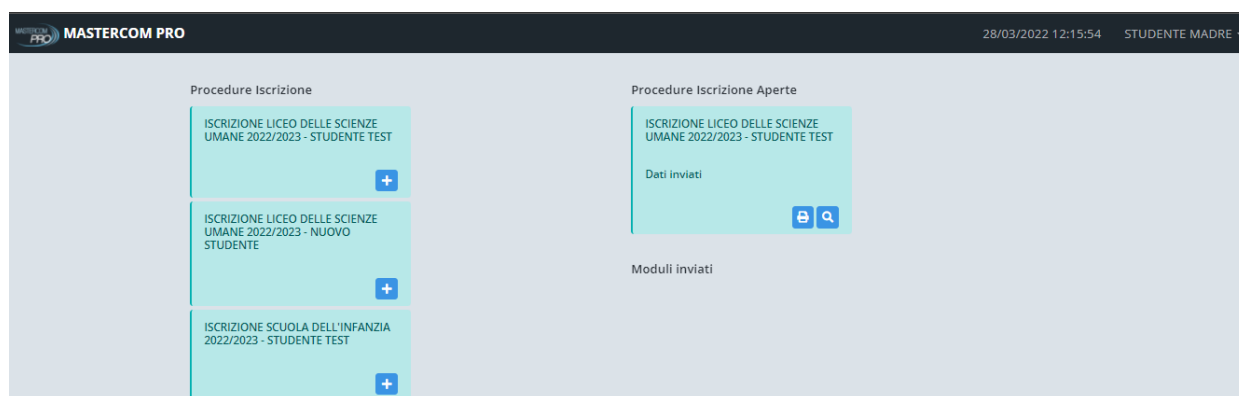 MASTERCOM PRO MASTERCOM PRO
28/03/2022 12:15:54 STUDENTE MADRE
Procedure Iscrizione
ISCRIZIONE LICEO DELLE SCIENZE
UMANE 2022/2023 - STUDENTE TEST
ISCRIZIONE LICEO DELLE SCIENZE
UMANE 2022/2023 - NUOVO
STUDENTE
ISCRIZIONE SCUOLA DELL'INFANZIA
2022/2023 - STUDENTE TEST
Procedure Iscrizione Aperte
ISCRIZIONE LICEO DELLE SCIENZE
UMANE 2022/2023 - STUDENTE TEST
Dati inviati
Moduli inviati